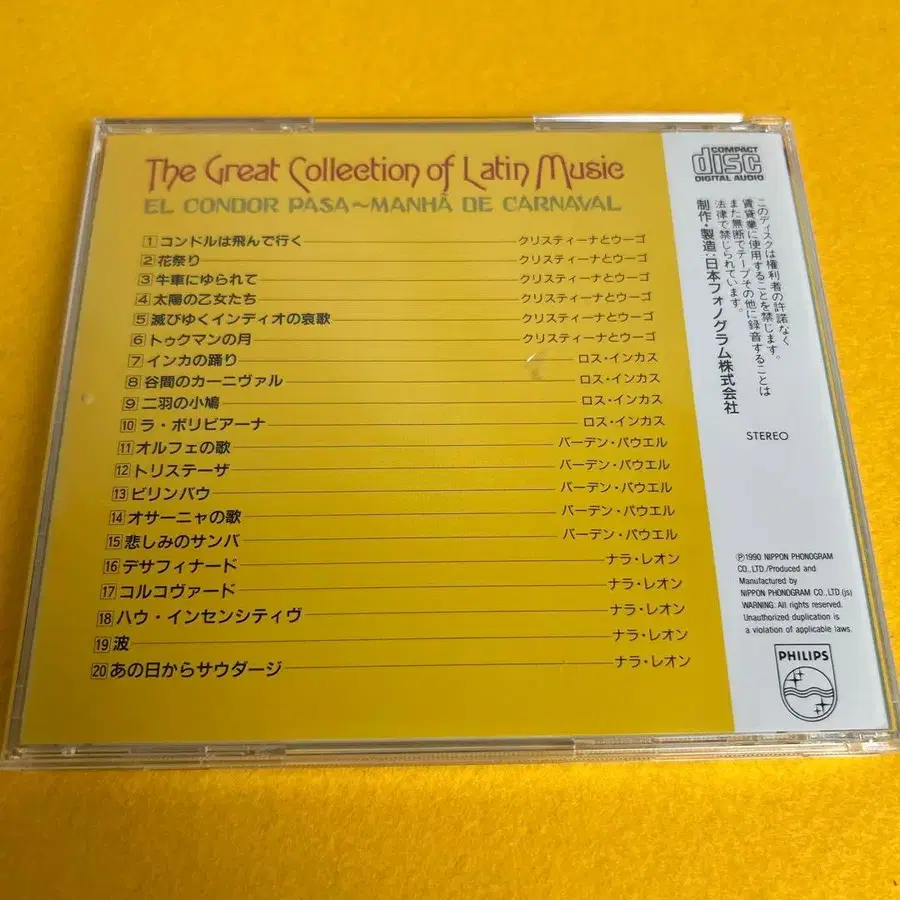 The Great Collection of Latin Music
EL CONDOR PASA~MANHÃ DE CARNAVAL
1 コンドルは飛んで行く クリスティーナとウーゴ
2 花祭り クリスティーナとウーゴ
3 牛車にゆられて クリスティーナとウーゴ
4 太陽の乙女たち クリスティーナとウーゴ
5 滅びゆくインディオの哀歌 クリスティーナとウーゴ
6 トゥクマンの月 クリスティーナとウーゴ
7 インカの踊り ロス・インカス
8 谷間のカーニヴァル ロス・インカス
9 二羽の小鳩 ロス・インカス
10 ラ・ボリビアーナ ロス・インカス
11 オルフェの歌 バーデン・パウエル
12 トリステーザ バーデン・パウエル
13 ビリンバウ バーデン・パウエル
14 オサーニャの歌 バーデン・パウエル
15 悲しみのサンバ バーデン・パウエル
16 デサフィナード ナラ・レオン
17 コルコヴァード ナラ・レオン
18 ハウ・インセンシティヴ ナラ・レオン
19 波 ナラ・レオン
20 あの日からサウダージ ナラ・レオン
COMPACT
disc
DIGITAL AUDIO
このディスクは権利者の許諾なく
賃貸業に使用することを禁じます。
また無断でテープその他に録音することは
法律で禁じられています。
制作・製造:日本フォノグラム株式会社
STEREO
℗1990 NIPPON PHONOGRAM
CO.,LTD./Produced and
Manufactured by
NIPPON PHONOGRAM CO.,LTD.(js)
WARNING: All rights reserved.
Unauthorized duplication is
a violation of applicable laws.
PHILIPS